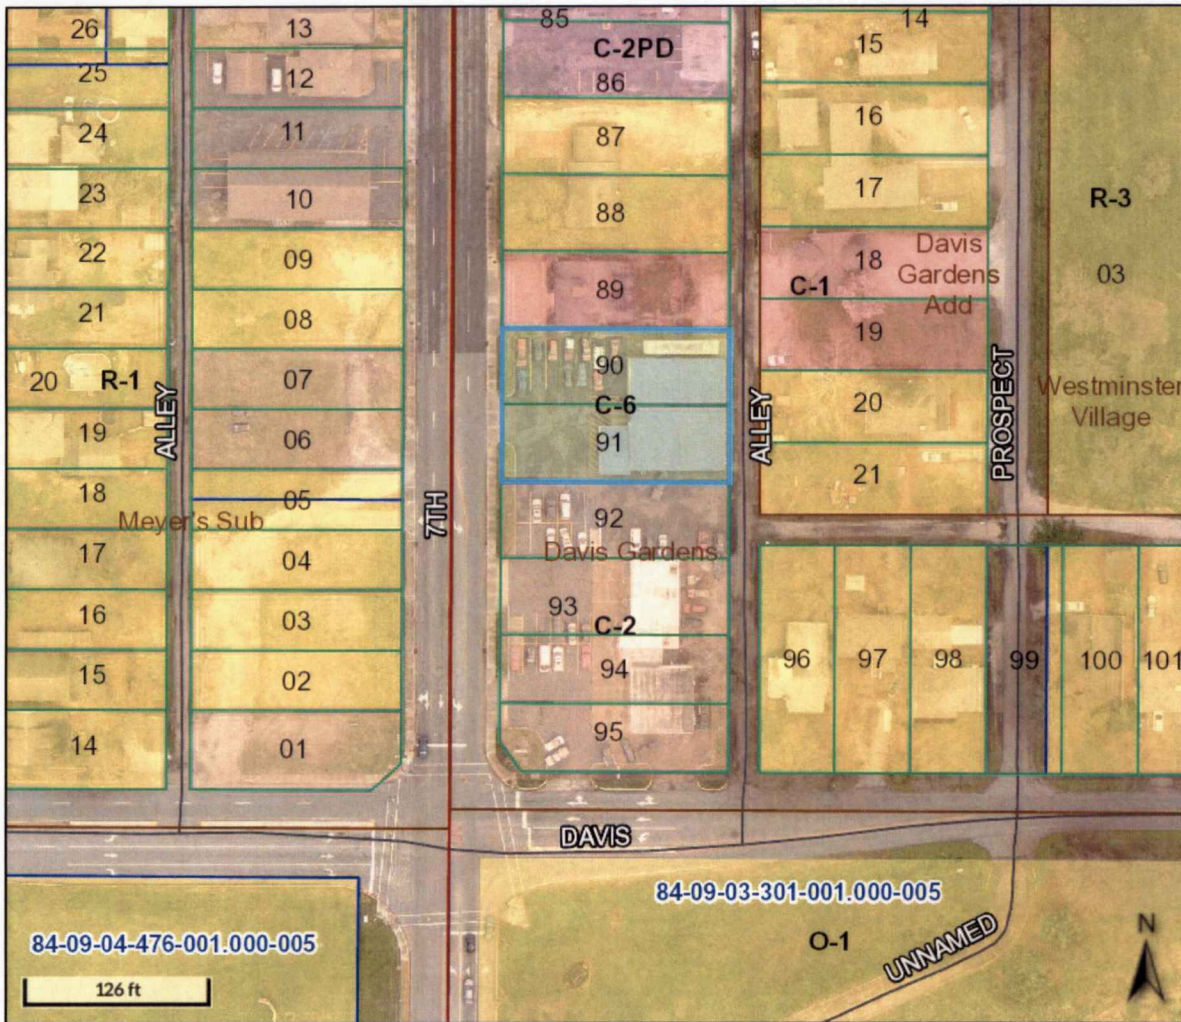 26
25
24
23
22
21
20
R-1
19
18
17
16
15
14
ALLEY
13
12
11
10
09
08
07
06
05
Meyer's Sub
04
03
02
01
7TH
85
C-2PD
86
87
88
89
90
C-6
91
92
Davis Gardens
93
C-2
94
95
ALLEY
14
15
16
17
18
Davis
Gardens
Add
C-1
19
20
21
PROSPECT
R-3
03
Westminster
Village
96
97
98
99
100
101
DAVIS
84-09-03-301-001.000-005
O-1
UNNAMED
84-09-04-476-001.000-005
126 ft
N